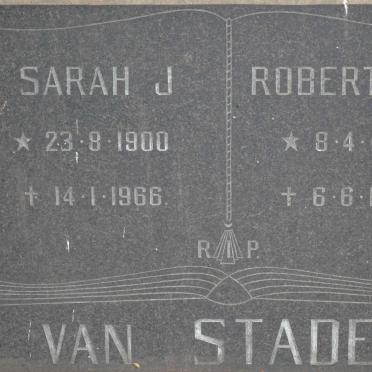 SARAH J
★ 23·8·1900
✝ 14·1·1966
ROBERT
★ 8·4·
✝ 6·6·
R.I.P.
VAN STADE